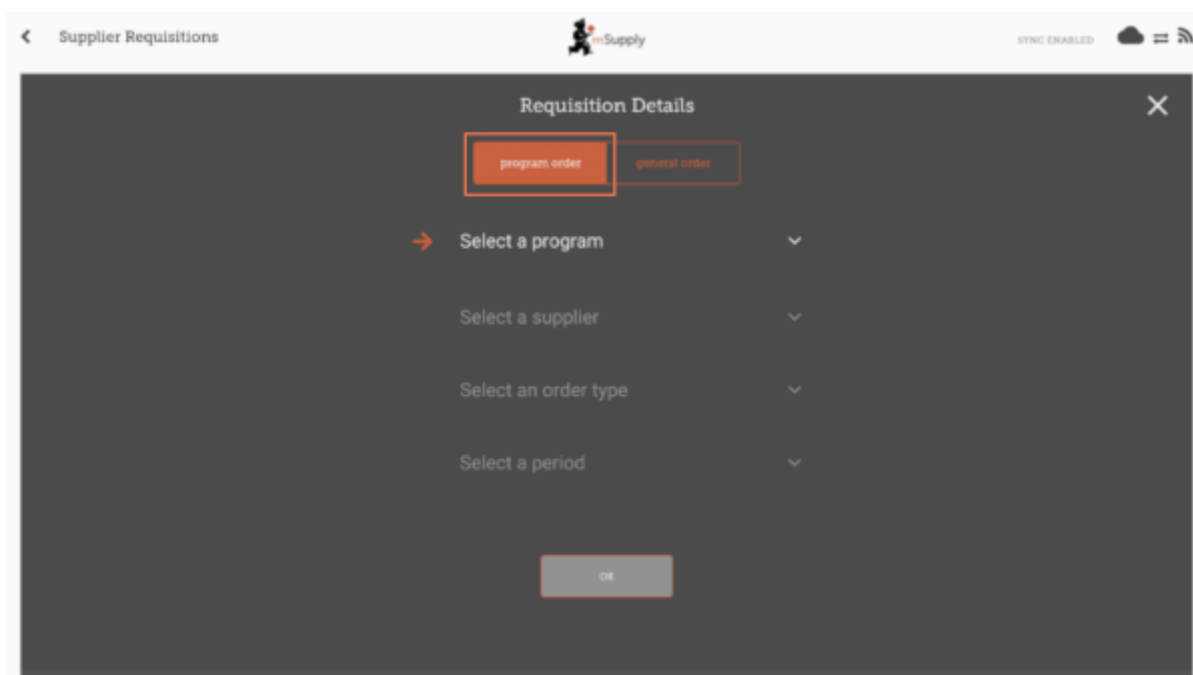 Supplier Requisitions
mSupply
SYNC ENABLED
Requisition Details
program order
general order
Select a program
Select a supplier
Select an order type
Select a period
OK